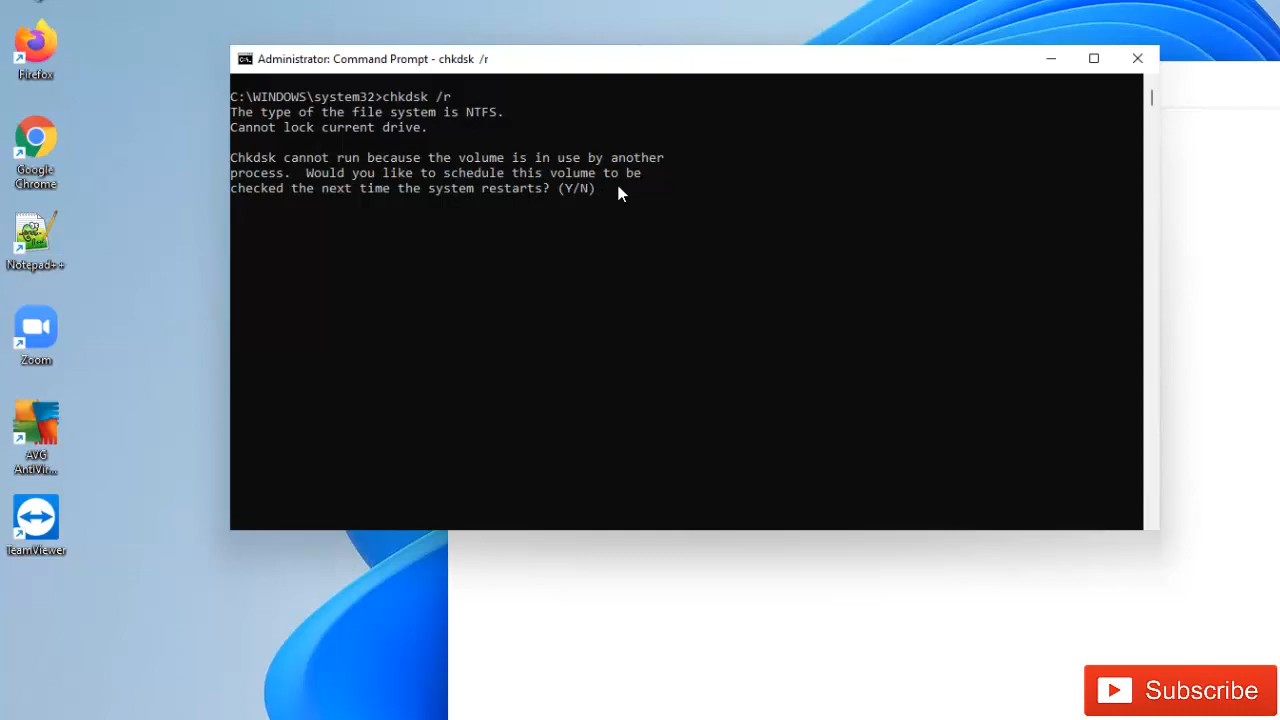 Administrator: Command Prompt - chkdsk /r
C:\WINDOWS\system32>chkdsk /r
The type of the file system is NTFS.
Cannot lock current drive.
Chkdsk cannot run because the volume is in use by another
process.  Would you like to schedule this volume to be
checked the next time the system restarts? (Y/N)
Firefox
Google
Chrome
Notepad++
Zoom
AVG
AntiVir...
TeamViewer
Subscribe